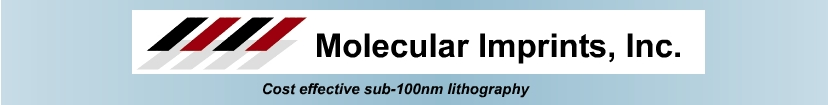 Molecular Imprints, Inc.
Cost effective sub-100nm lithography